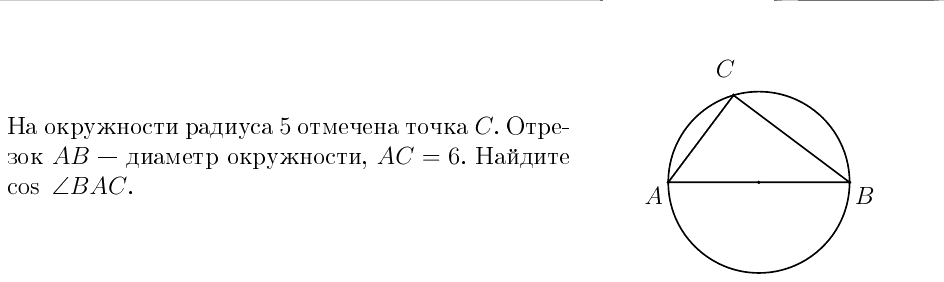 На окружности радиуса 5 отмечена точка C. Отре-
зок AB — диаметр окружности, AC = 6. Найдите
cos ∠BAC.
C
A
B